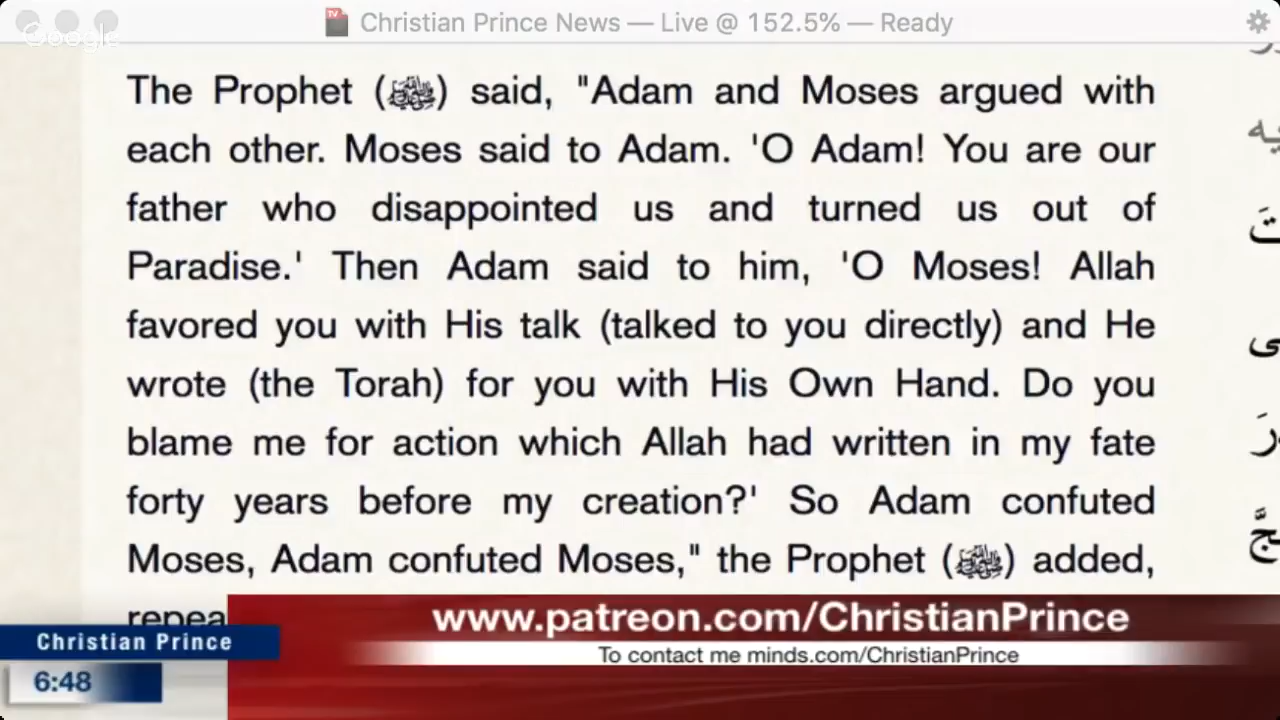 Christian Prince News — Live @ 152.5% — Ready
Google
The Prophet (ﷺ) said, "Adam and Moses argued with
each other. Moses said to Adam. 'O Adam! You are our
father who disappointed us and turned us out of
Paradise.' Then Adam said to him, 'O Moses! Allah
favored you with His talk (talked to you directly) and He
wrote (the Torah) for you with His Own Hand. Do you
blame me for action which Allah had written in my fate
forty years before my creation?' So Adam confuted
Moses, Adam confuted Moses," the Prophet (ﷺ) added,
www.patreon.com/ChristianPrince
Christian Prince
To contact me minds.com/ChristianPrince
6:48